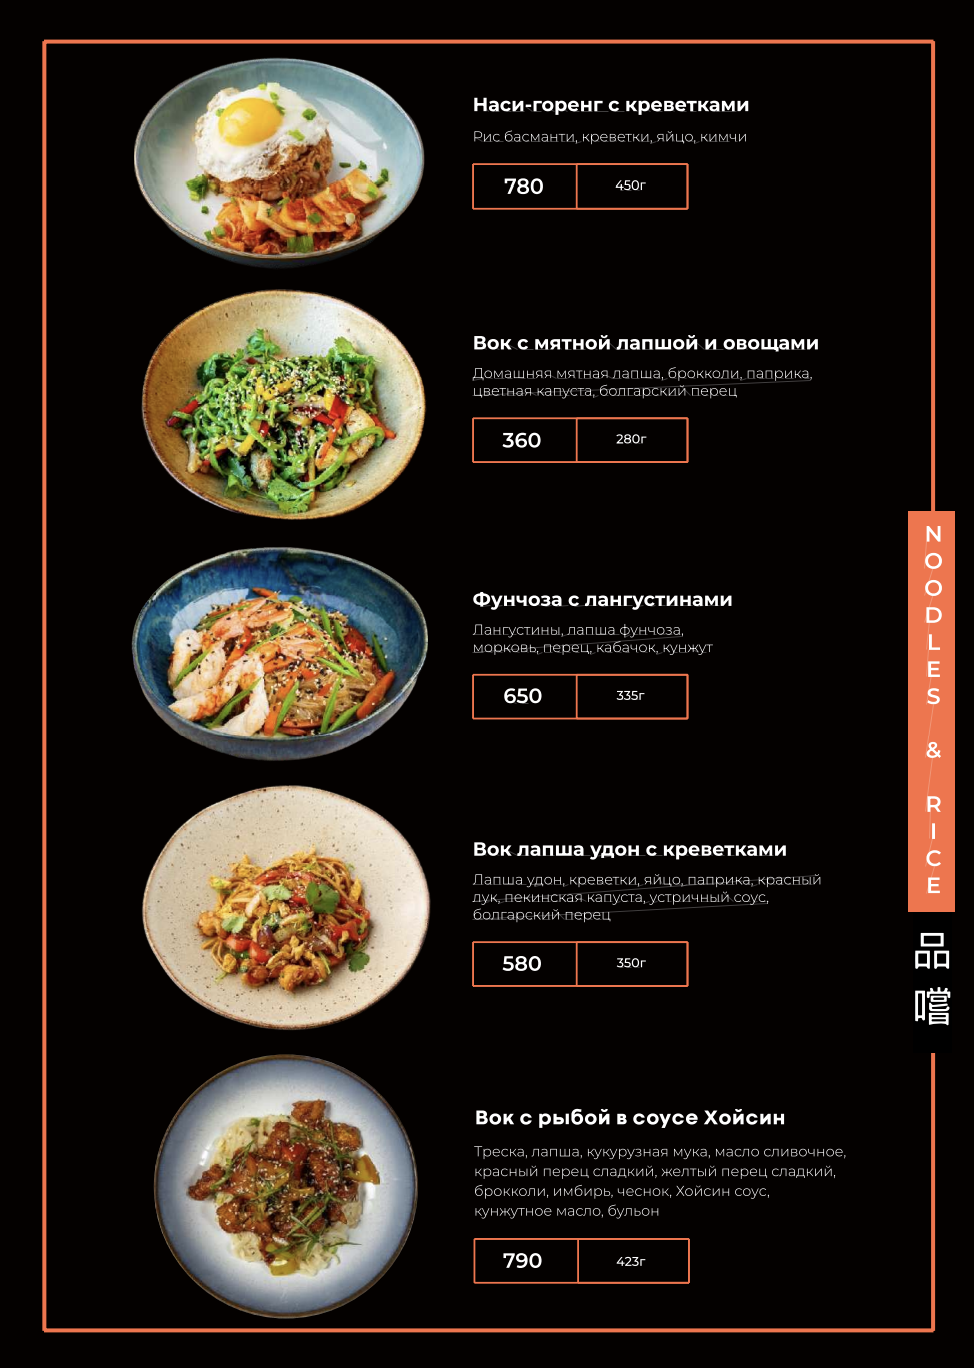 Наси-горенг с креветками
Рис басманти, креветки, яйцо, кимчи
780 450г
Вок с мятной лапшой и овощами
Домашняя мятная лапша, брокколи, паприка,
цветная капуста, болгарский перец
360 280г
Фунчоза с лангустинами
Лангустины, лапша фунчоза,
морковь, перец, кабачок, кунжут
650 335г
Вок лапша удон с креветками
Лапша удон, креветки, яйцо, паприка, красный
лук, пекинская капуста, устричный соус,
болгарский перец
580 350г
Вок с рыбой в соусе Хойсин
Треска, лапша, кукурузная мука, масло сливочное,
красный перец сладкий, желтый перец сладкий,
брокколи, имбирь, чеснок, Хойсин соус,
кунжутное масло, бульон
790 423г
NOODLES & RICE
品嚐